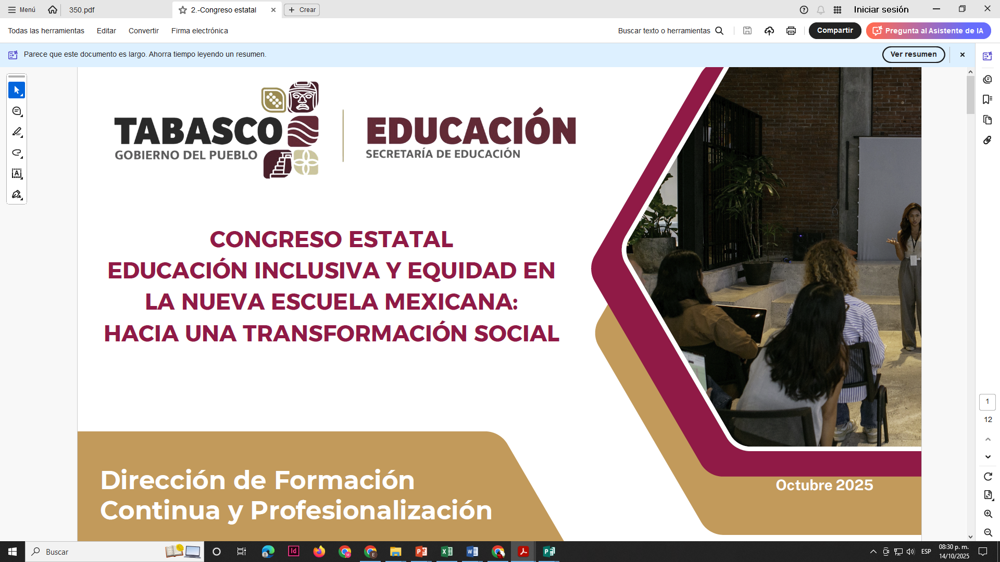 Menú
350.pdf
2.-Congreso estatal
Crear
Iniciar sesión
Todas las herramientas
Editar
Convertir
Firma electrónica
Buscar texto o herramientas
Compartir
Pregunta al Asistente de IA
Parece que este documento es largo. Ahorra tiempo leyendo un resumen.
Ver resumen
TABASCO
GOBIERNO DEL PUEBLO
EDUCACIÓN
SECRETARÍA DE EDUCACIÓN
CONGRESO ESTATAL
EDUCACIÓN INCLUSIVA Y EQUIDAD EN
LA NUEVA ESCUELA MEXICANA:
HACIA UNA TRANSFORMACIÓN SOCIAL
Dirección de Formación
Continua y Profesionalización
Octubre 2025
1
12
Buscar
ESP
08:30 p. m.
14/10/2025